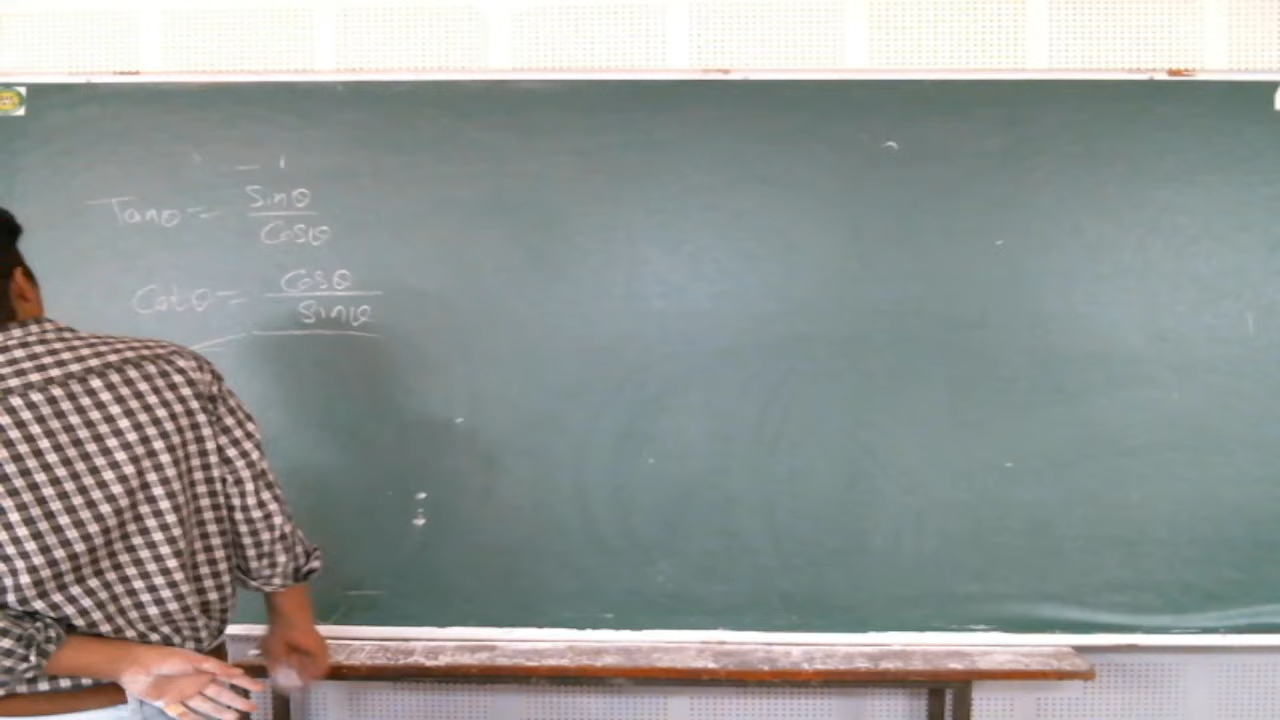 Tanθ = Sinθ / Cosθ
Cotθ = Cosθ / Sinθ